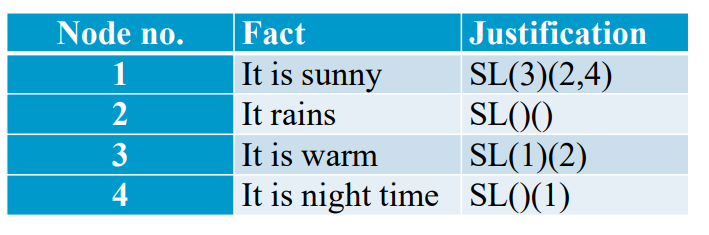 Node no. Fact Justification
1 It is sunny SL(3)(2,4)
2 It rains SL()()
3 It is warm SL(1)(2)
4 It is night time SL()(1)